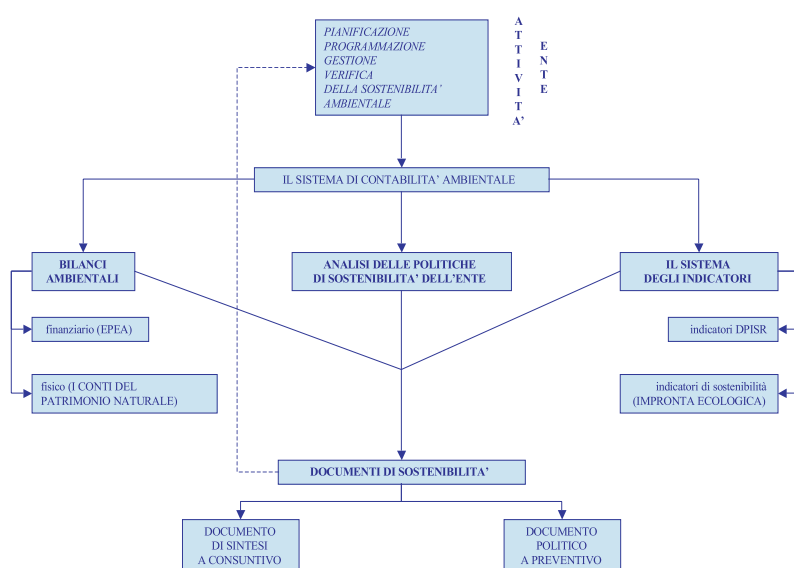 PIANIFICAZIONE
PROGRAMMAZIONE
GESTIONE
VERIFICA
DELLA SOSTENIBILITA'
AMBIENTALE
ATTIVITA'
ENTE
IL SISTEMA DI CONTABILITA' AMBIENTALE
BILANCI
AMBIENTALI
ANALISI DELLE POLITICHE
DI SOSTENIBILITA' DELL'ENTE
IL SISTEMA
DEGLI INDICATORI
finanziario (EPEA)
indicatori DPISR
fisico (I CONTI DEL
PATRIMONIO NATURALE)
indicatori di sostenibilità
(IMPRONTA ECOLOGICA)
DOCUMENTI DI SOSTENIBILITA'
DOCUMENTO
DI SINTESI
A CONSUNTIVO
DOCUMENTO
POLITICO
A PREVENTIVO